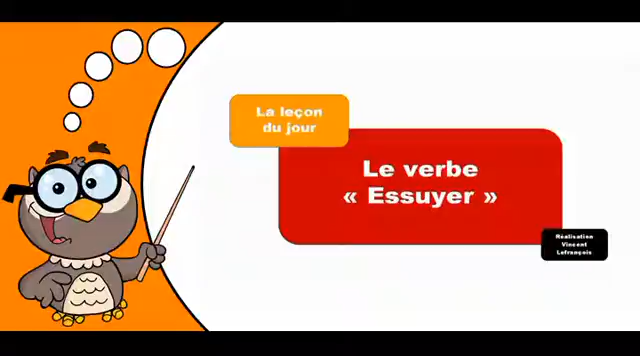 La leçon
du jour
Le verbe
« Essuyer »
Réalisation
Vincent
Lefrançois